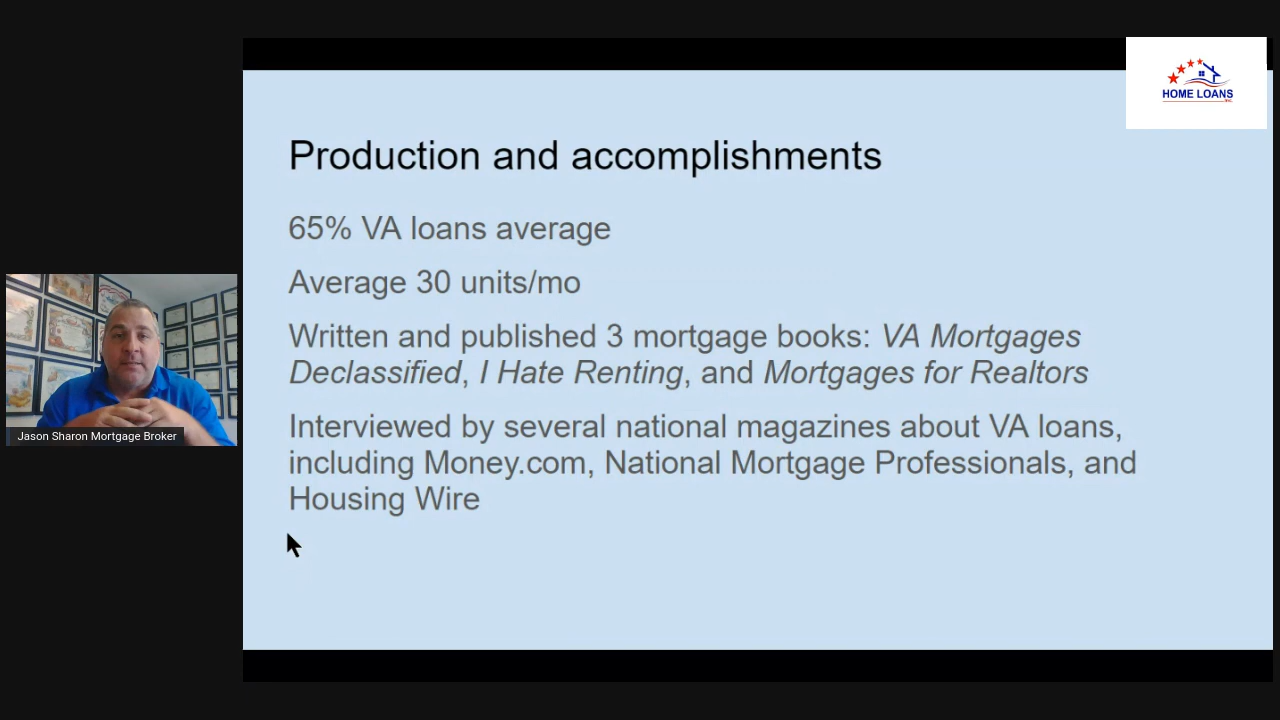 HOME LOANS
INC.
Production and accomplishments
65% VA loans average
Average 30 units/mo
Written and published 3 mortgage books: VA Mortgages
Declassified, I Hate Renting, and Mortgages for Realtors
Interviewed by several national magazines about VA loans,
including Money.com, National Mortgage Professionals, and
Housing Wire
Jason Sharon Mortgage Broker